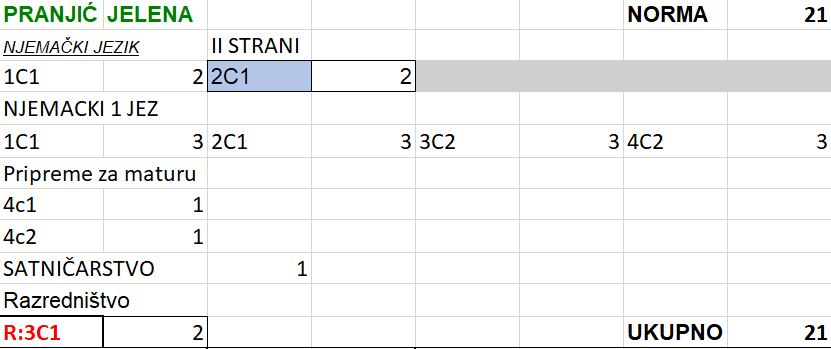 PRANJIĆ JELENA NORMA 21
NJEMAČKI JEZIK II STRANI
1C1 2 2C1 2
NJEMACKI 1 JEZ
1C1 3 2C1 3 3C2 3 4C2 3
Pripreme za maturu
4c1 1
4c2 1
SATNIČARSTVO 1
Razredništvo
R:3C1 2 UKUPNO 21